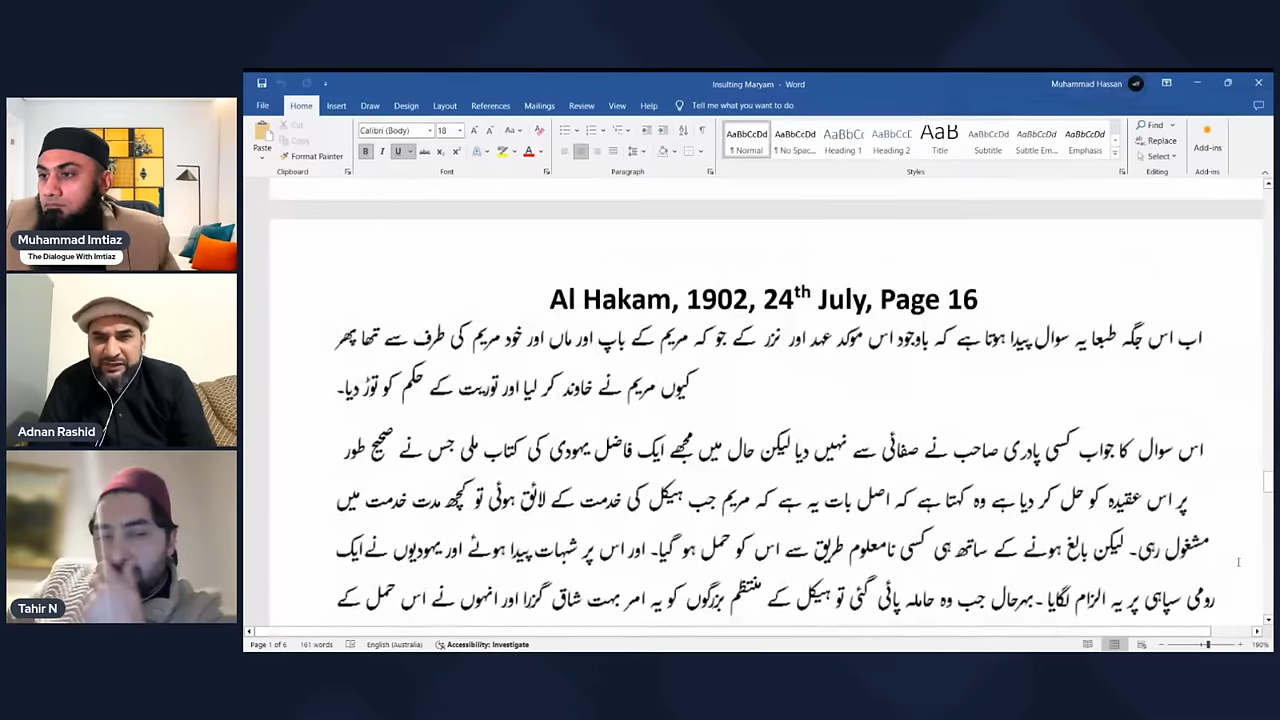 Insulting Maryam - Word
Muhammad Hassan
File Home Insert Draw Design Layout References Mailings Review View Help Tell me what you want to do
Paste
Cut
Copy
Format Painter
Clipboard
Calibri (Body) 18
Font
Paragraph
AaBbCcDd AaBbCcDd AaBbCc AaBbCcE AaB AaBbCcDd AaBbCcDd AaBbCcDd
Normal No Spac... Heading 1 Heading 2 Title Subtitle Subtle Em... Emphasis
Styles
Find
Replace
Select
Editing
Add-ins
Add-ins
Muhammad Imtiaz
The Dialogue With Imtiaz
Adnan Rashid
Tahir N
Al Hakam, 1902, 24th July, Page 16
اب اس جگہ طبعا یہ سوال پیدا ہوتا ہے کہ باوجود اس موکد عہد اور نزر کے جو کہ مریم کے باپ اور ماں اور خود مریم کی طرف سے تھا پھر
کیوں مریم نے خاوند کر لیا اور توریت کے حکم کو توڑ دیا۔
اس سوال کا جواب کسی پادری صاحب نے صفائی سے نہیں دیا لیکن حال میں مجھے ایک فاضل یہودی کی کتاب ملی جس نے صحیح طور
پر اس عقیدہ کو حل کر دیا ہے وہ کہتا ہے کہ اصل بات یہ ہے کہ مریم جب ہیکل کی خدمت کے لائق ہوئی تو کچھ مدت خدمت میں
مشغول رہی۔ لیکن بالغ ہونے کے ساتھ ہی کسی نامعلوم طریق سے اس کو حمل ہو گیا۔ اور اس پر شبہات پیدا ہوئے اور یہودیوں نے ایک
رومی سپاہی پر یہ الزام لگایا ۔ بہرحال جب وہ حاملہ پائی گئی تو ہیکل کے منتظم بزرگوں کو یہ امر بہت شاق گزرا اور انہوں نے اس حمل کے
Page 1 of 6 161 words English (Australia) Accessibility: Investigate 190%